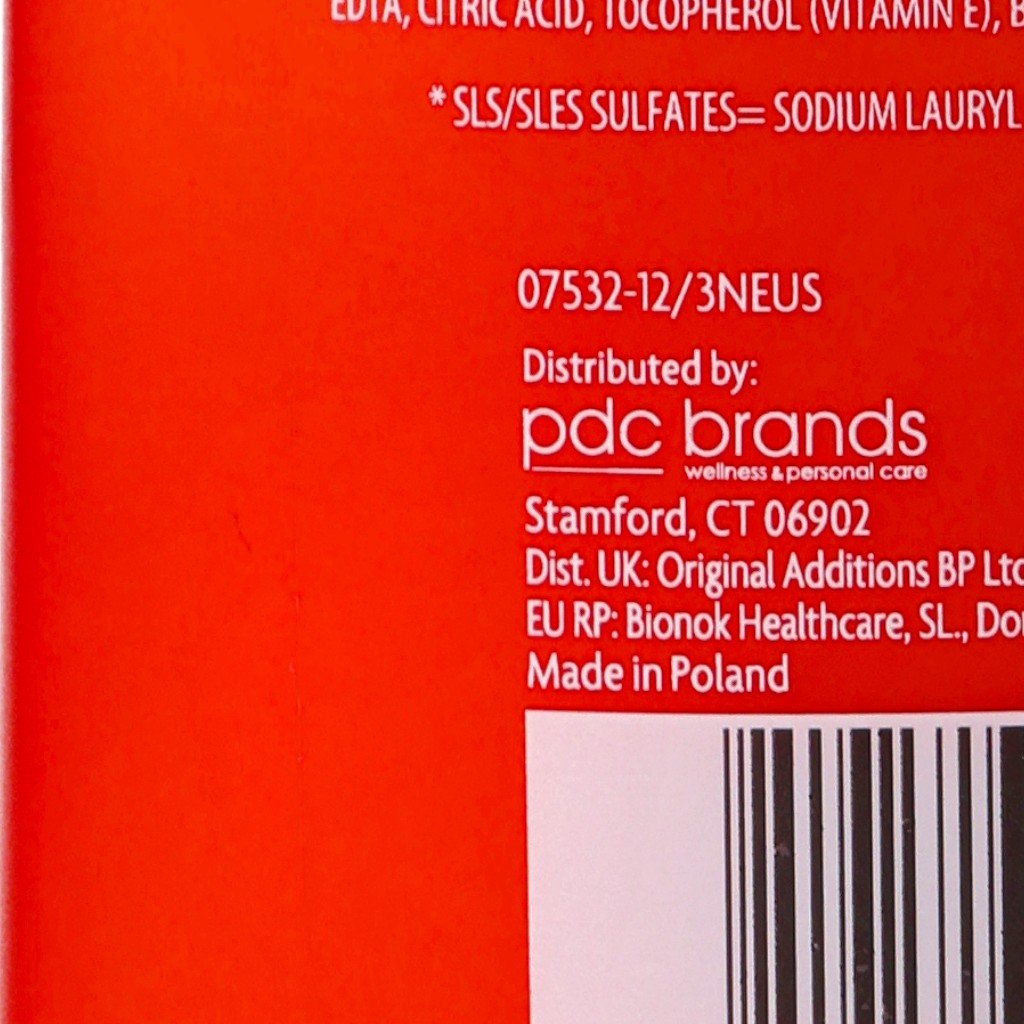 EDTA, CITRIC ACID, TOCOPHEROL (VITAMIN E),
* SLS/SLES SULFATES= SODIUM LAURYL
07532-12/3NEUS
Distributed by:
pdc brands
wellness & personal care
Stamford, CT 06902
Dist. UK: Original Additions BP
EU RP: Bionok Healthcare, SL.,
Made in Poland